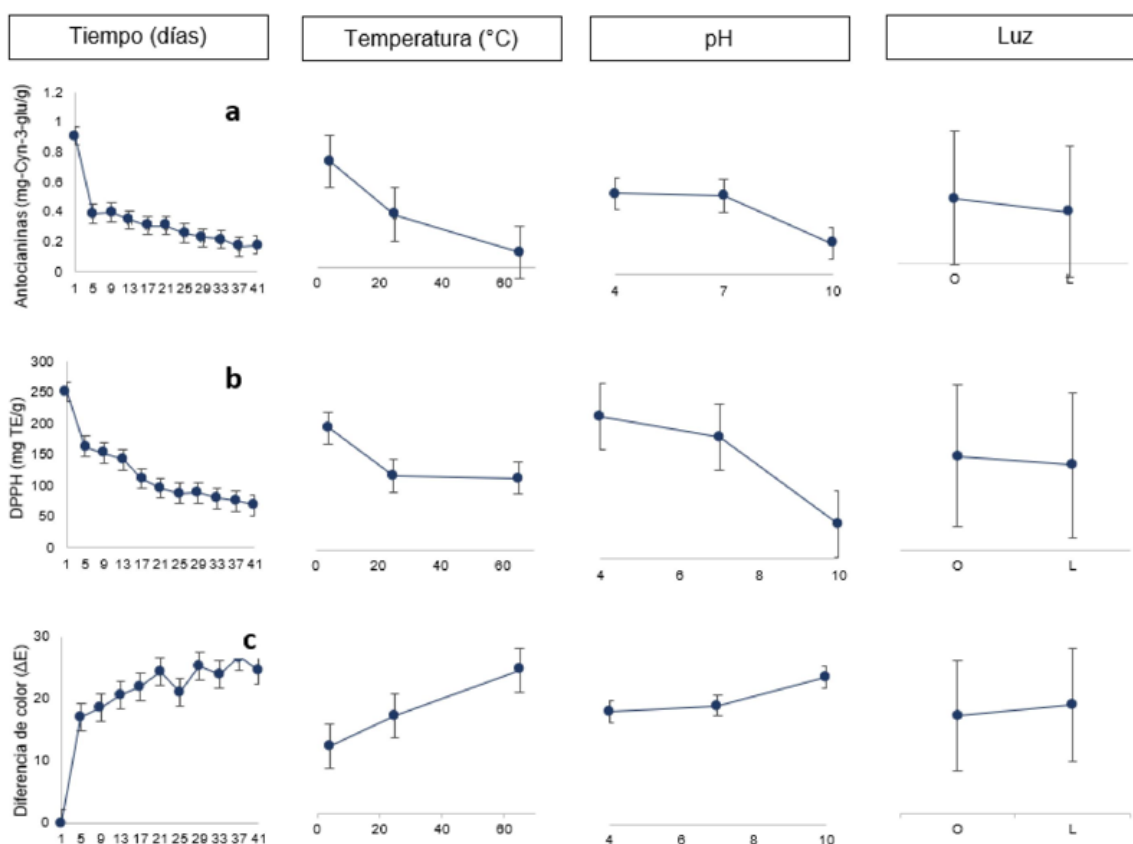 Tiempo (días) Temperatura (°C) pH Luz
Antocianinas (mg-Cyn-3-glu/g)
a
1.2
1
0.8
0.6
0.4
0.2
0
1 5 9 13 17 21 25 29 33 37 41
0 20 40 60
4 7 10
O L
DPPH (mg TE/g)
b
300
250
200
150
100
50
0
1 5 9 13 17 21 25 29 33 37 41
0 20 40 60
4 6 8 10
O L
Diferencia de color (ΔE)
c
30
20
10
0
1 5 9 13 17 21 25 29 33 37 41
0 20 40 60
4 6 8 10
O L